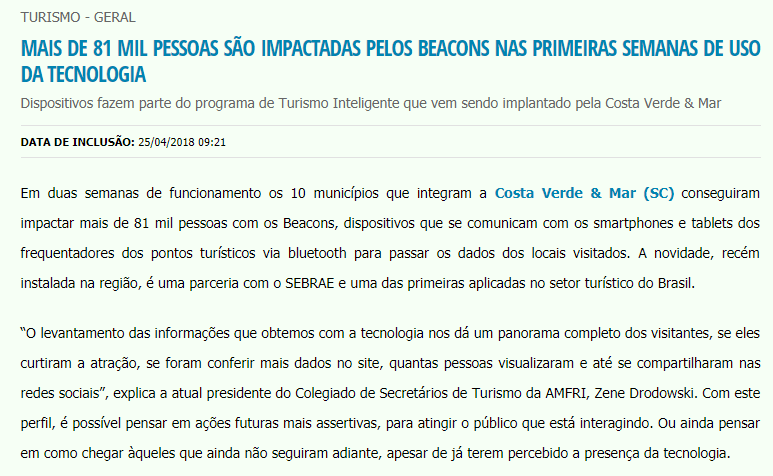 TURISMO - GERAL
MAIS DE 81 MIL PESSOAS SÃO IMPACTADAS PELOS BEACONS NAS PRIMEIRAS SEMANAS DE USO
DA TECNOLOGIA
Dispositivos fazem parte do programa de Turismo Inteligente que vem sendo implantado pela Costa Verde & Mar
DATA DE INCLUSÃO: 25/04/2018 09:21
Em duas semanas de funcionamento os 10 municípios que integram a Costa Verde & Mar (SC) conseguiram
impactar mais de 81 mil pessoas com os Beacons, dispositivos que se comunicam com os smartphones e tablets dos
frequentadores dos pontos turísticos via bluetooth para passar os dados dos locais visitados. A novidade, recém
instalada na região, é uma parceria com o SEBRAE e uma das primeiras aplicadas no setor turístico do Brasil.
“O levantamento das informações que obtemos com a tecnologia nos dá um panorama completo dos visitantes, se eles
curtiram a atração, se foram conferir mais dados no site, quantas pessoas visualizaram e até se compartilharam nas
redes sociais”, explica a atual presidente do Colegiado de Secretários de Turismo da AMFRI, Zene Drodowski. Com este
perfil, é possível pensar em ações futuras mais assertivas, para atingir o público que está interagindo. Ou ainda pensar
em como chegar àqueles que ainda não seguiram adiante, apesar de já terem percebido a presença da tecnologia.